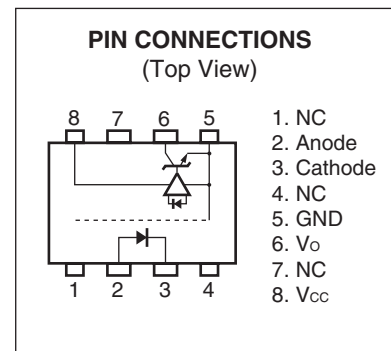 PIN CONNECTIONS
(Top View)
8 7 6 5
1 2 3 4
1. NC
2. Anode
3. Cathode
4. NC
5. GND
6. Vo
7. NC
8. Vcc